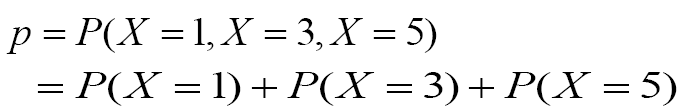 p = P(X = 1, X = 3, X = 5)
= P(X = 1) + P(X = 3) + P(X = 5)